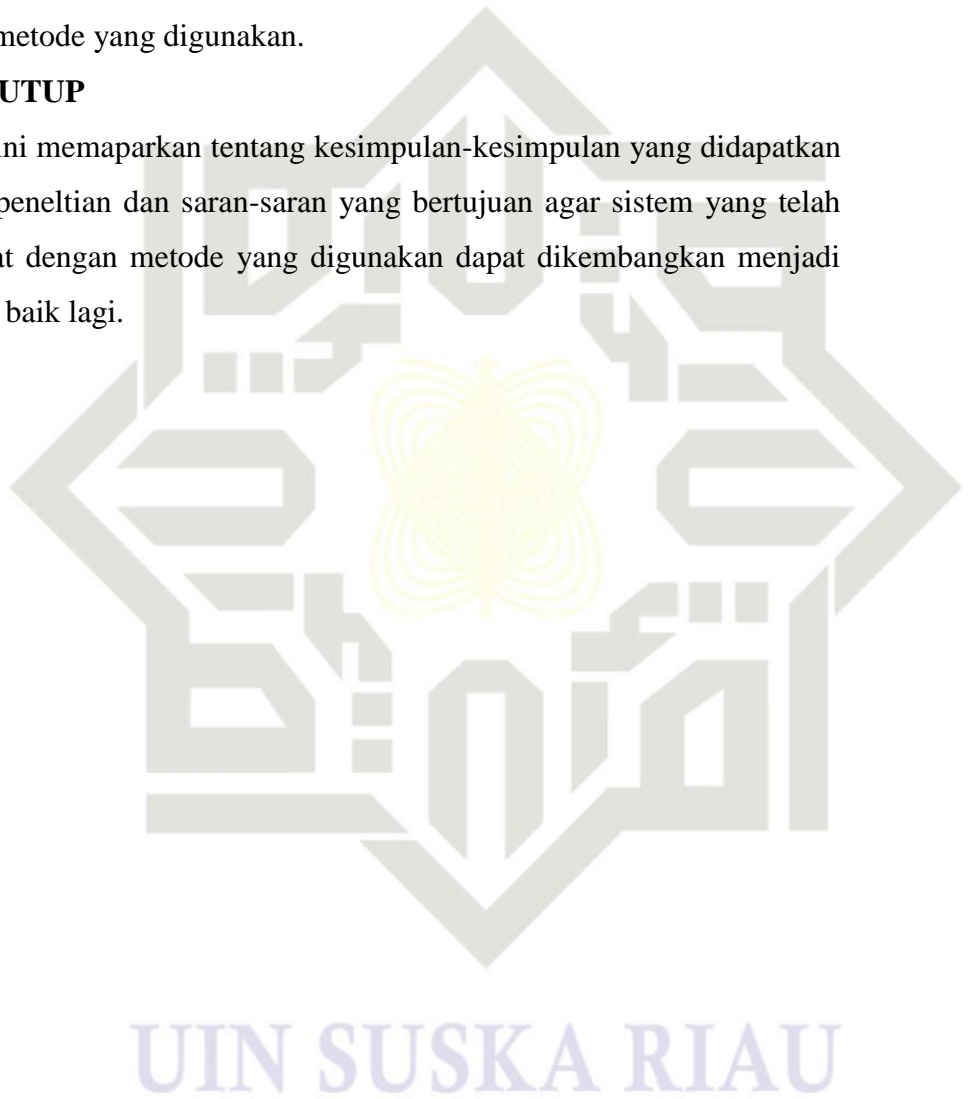 metode yang digunakan.
UTUP
ini memaparkan tentang kesimpulan-kesimpulan yang didapatkan
peneltian dan saran-saran yang bertujuan agar sistem yang telah
at dengan metode yang digunakan dapat dikembangkan menjadi
baik lagi.
UIN SUSKA RIAU